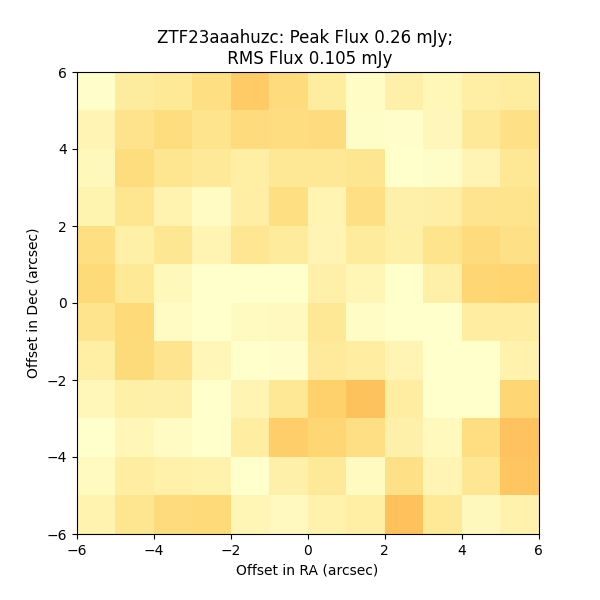 ZTF23aaahuzc: Peak Flux 0.26 mJy;
RMS Flux 0.105 mJy
6
4
2
0
−2
−4
−6
Offset in Dec (arcsec)
−6 −4 −2 0 2 4 6
Offset in RA (arcsec)